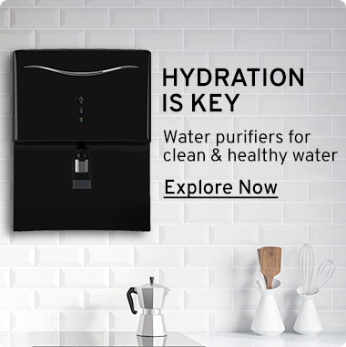 HYDRATION
IS KEY
Water purifiers for
clean & healthy water
Explore Now